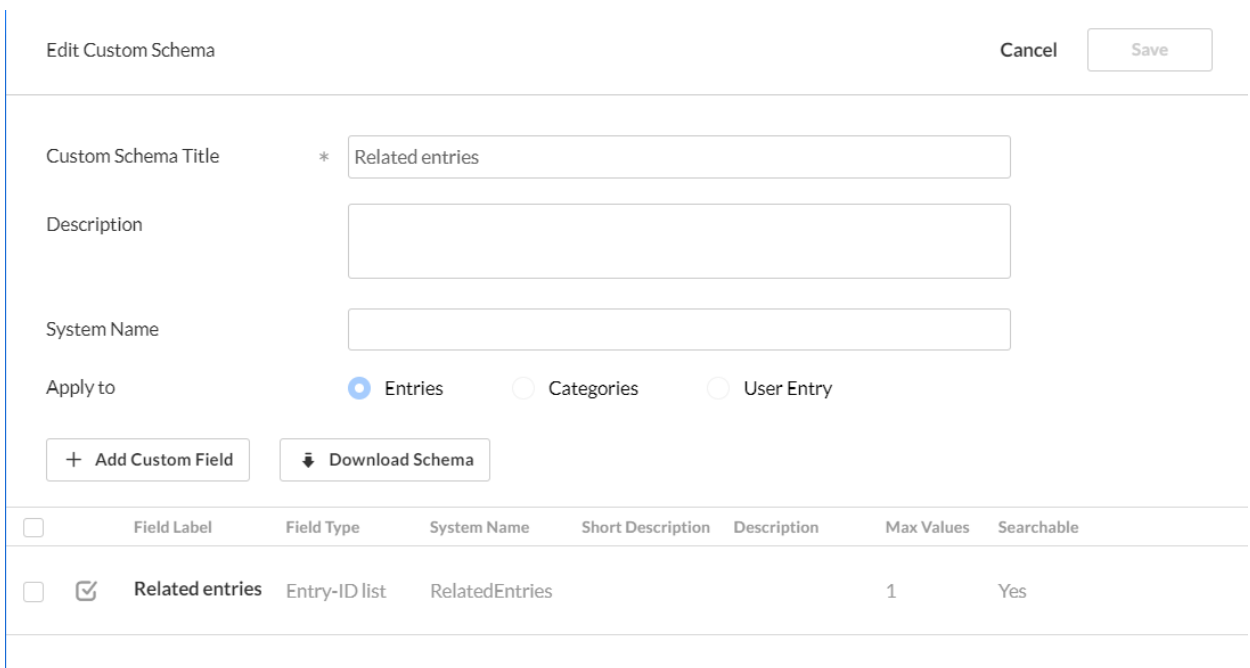 Edit Custom Schema Cancel Save
Custom Schema Title * Related entries
Description
System Name
Apply to Entries Categories User Entry
+ Add Custom Field Download Schema
Field Label Field Type System Name Short Description Description Max Values Searchable
Related entries Entry-ID list RelatedEntries 1 Yes